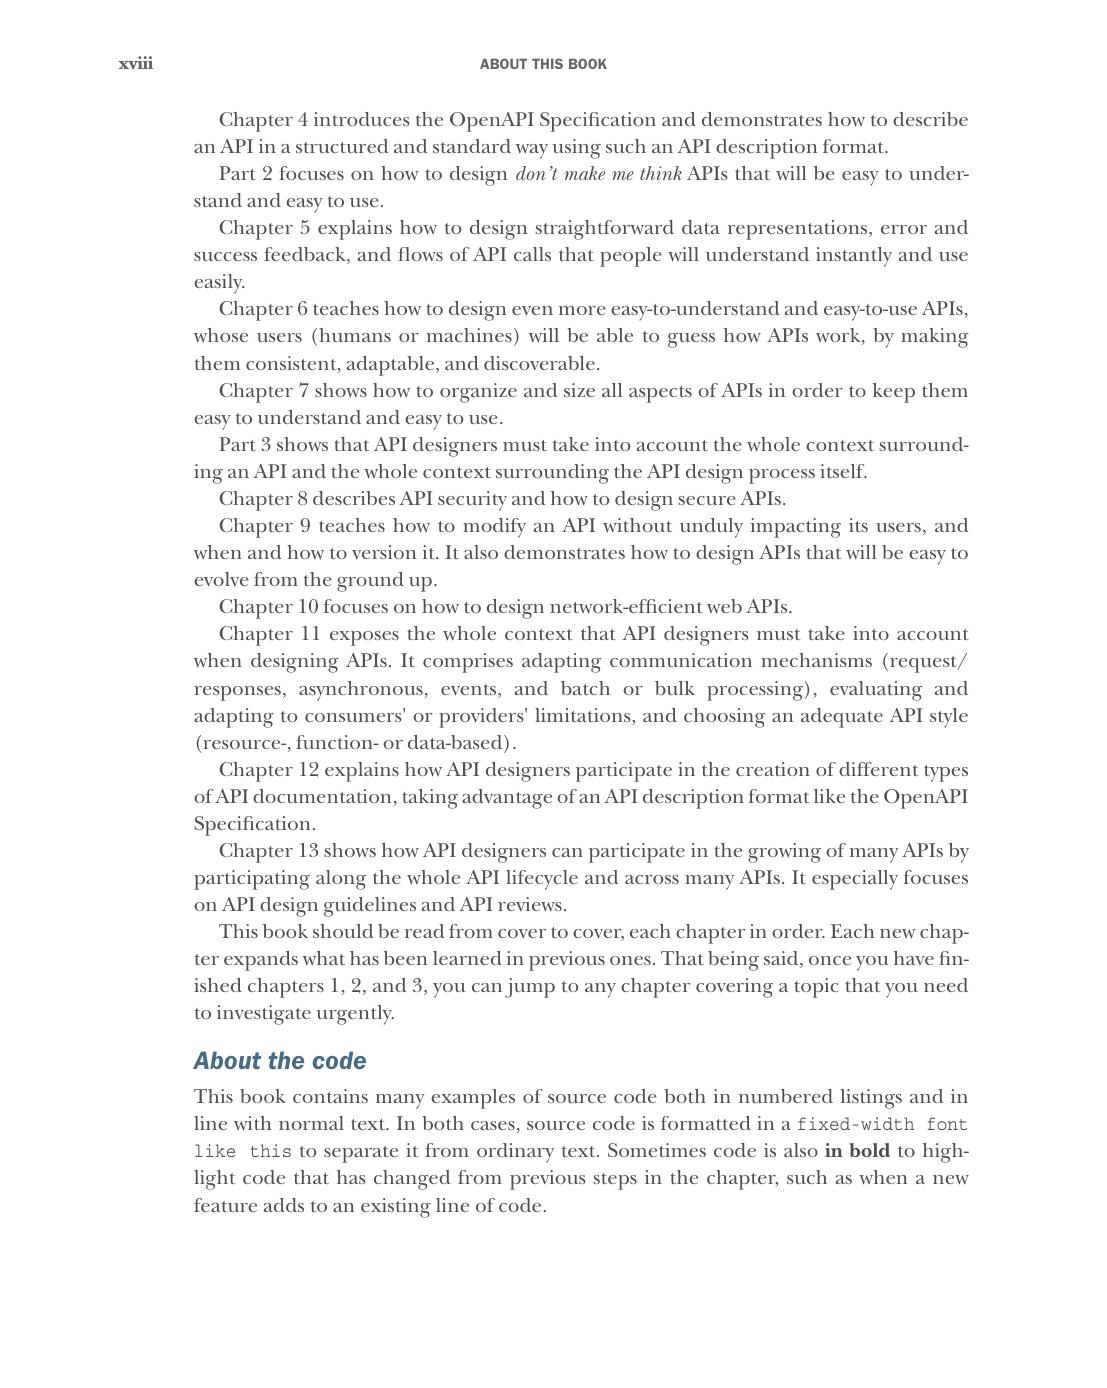 xviii
ABOUT THIS BOOK
Chapter 4 introduces the OpenAPI Specification and demonstrates how to describe
an API in a structured and standard way using such an API description format.
Part 2 focuses on how to design don't make me think APIs that will be easy to under-
stand and easy to use.
Chapter 5 explains how to design straightforward data representations, error and
success feedback, and flows of API calls that people will understand instantly and use
easily.
Chapter 6 teaches how to design even more easy-to-understand and easy-to-use APIs,
whose users (humans or machines) will be able to guess how APIs work, by making
them consistent, adaptable, and discoverable.
Chapter 7 shows how to organize and size all aspects of APIs in order to keep them
easy to understand and easy to use.
Part 3 shows that API designers must take into account the whole context surround-
ing an API and the whole context surrounding the API design process itself.
Chapter 8 describes API security and how to design secure APIs.
Chapter 9 teaches how to modify an API without unduly impacting its users, and
when and how to version it. It also demonstrates how to design APIs that will be easy to
evolve from the ground up.
Chapter 10 focuses on how to design network-efficient web APIs.
Chapter 11 exposes the whole context that API designers must take into account
when designing APIs. It comprises adapting communication mechanisms (request/
responses, asynchronous, events, and batch or bulk processing), evaluating and
adapting to consumers' or providers' limitations, and choosing an adequate API style
(resource-, function- or data-based).
Chapter 12 explains how API designers participate in the creation of different types
of API documentation, taking advantage of an API description format like the OpenAPI
Specification.
Chapter 13 shows how API designers can participate in the growing of many APIs by
participating along the whole API lifecycle and across many APIs. It especially focuses
on API design guidelines and API reviews.
This book should be read from cover to cover, each chapter in order. Each new chap-
ter expands what has been learned in previous ones. That being said, once you have fin-
ished chapters 1, 2, and 3, you can jump to any chapter covering a topic that you need
to investigate urgently.
About the code
This book contains many examples of source code both in numbered listings and in
line with normal text. In both cases, source code is formatted in a fixed-width font
like this to separate it from ordinary text. Sometimes code is also in bold to high-
light code that has changed from previous steps in the chapter, such as when a new
feature adds to an existing line of code.